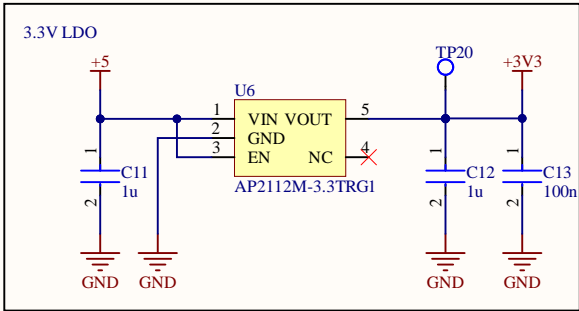 3.3V LDO
+5
TP20
+3V3
U6
1 VIN VOUT 5
2 GND
3 EN NC 4
AP2112M-3.3TRG1
1 C11 1u 2
1 C12 1u 2
1 C13 100n 2
GND GND GND GND